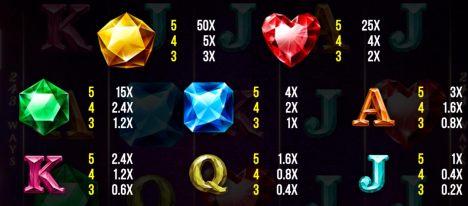 5 50X
4 5X
3 3X
5 25X
4 4X
3 2X
5 15X
4 2.4X
3 1.2X
5 4X
4 2X
3 1X
A
5 3X
4 1.6X
3 0.8X
K
5 2.4X
4 1.2X
3 0.6X
Q
5 1.6X
4 0.8X
3 0.4X
J
5 1X
4 0.4X
3 0.2X
243 WAYS